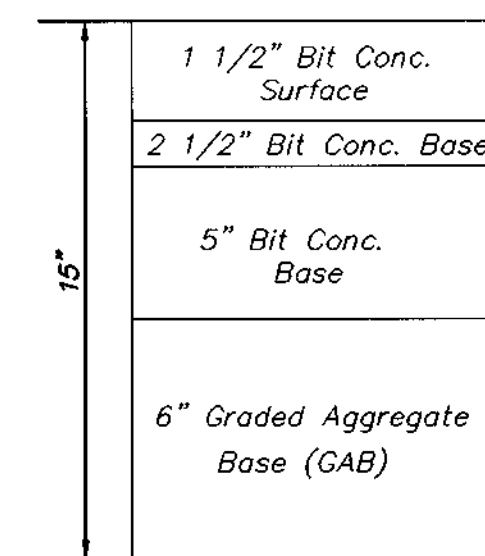 1 1/2" Bit Conc.
Surface
2 1/2" Bit Conc. Base
5" Bit Conc.
Base
15"
6" Graded Aggregate
Base (GAB)